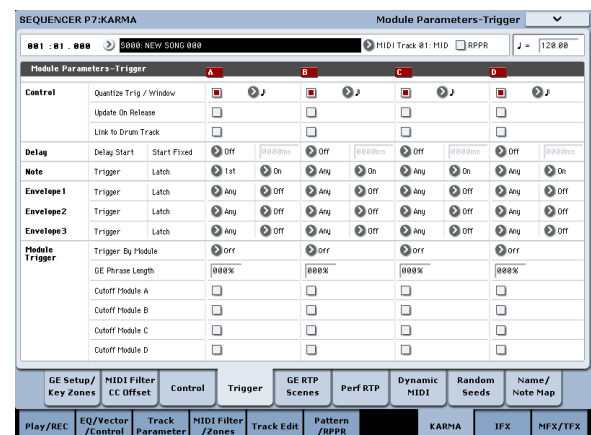 SEQUENCER P7:KARMA Module Parameters-Trigger
001 :01 . 000 S000: NEW SONG 000 MIDI Track 01: MID RPPR ♩ = 120.00
Module Parameters-Trigger A B C D
Control Quantize Trig / Window ♪ ♪ ♪ ♪
Update On Release
Link to Drum Track
Delay Delay Start Start Fixed Off 0000ms Off 0000ms Off 0000ms Off 0000ms
Note Trigger Latch 1st On Any On Any On Any On
Envelope1 Trigger Latch Any Off Any Off Any Off Any Off
Envelope2 Trigger Latch Any Off Any Off Any Off Any Off
Envelope3 Trigger Latch Any Off Any Off Any Off Any Off
Module
Trigger
Trigger By Module Off Off Off Off
GE Phrase Length 000% 000% 000% 000%
Cutoff Module A
Cutoff Module B
Cutoff Module C
Cutoff Module D
GE Setup/
Key Zones
MIDI Filter
CC Offset
Control
Trigger
GE RTP
Scenes
Perf RTP
Dynamic
MIDI
Random
Seeds
Name/
Note Map
Play/REC
EQ/Vector
/Control
Track
Parameter
MIDI Filter
/Zones
Track Edit
Pattern
/RPPR
KARMA
IFX
MFX/TFX